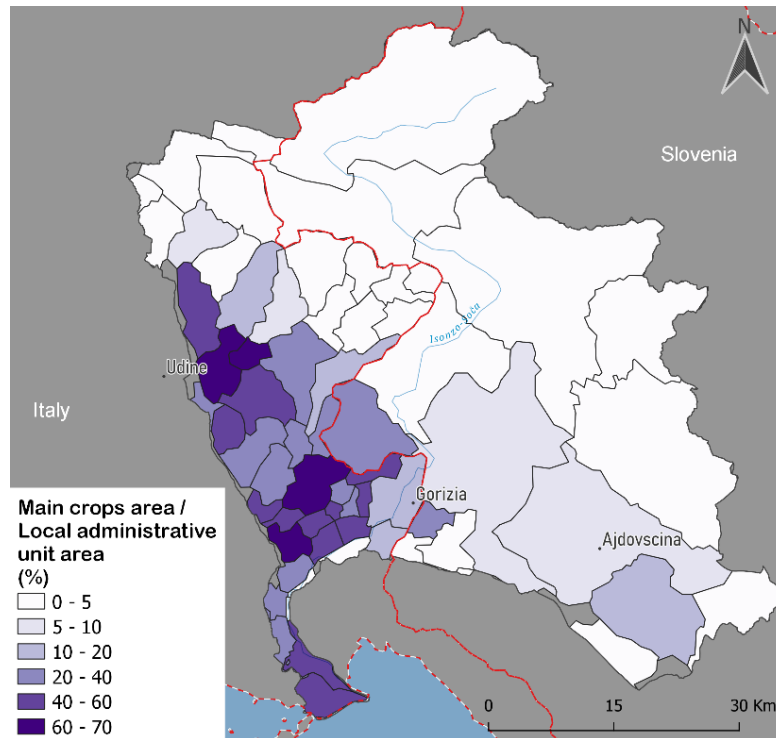 N
Slovenia
Isonzo-Soča
Udine
Italy
Gorizia
Ajdovscina
Main crops area /
Local administrative
unit area
(%)
0 - 5
5 - 10
10 - 20
20 - 40
40 - 60
60 - 70
0 15 30 Km